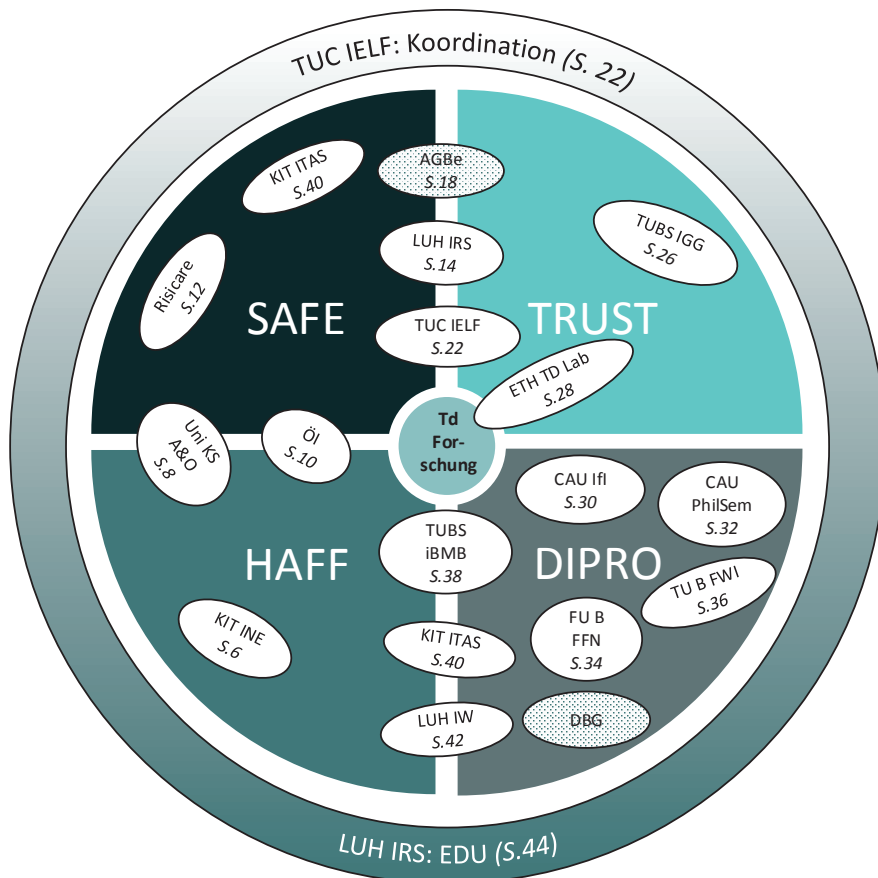 TUC IELF: Koordination (S. 22)
KIT ITAS
S.40
AGBe
S.18
TUBS IGG
S.26
LUH IRS
S.14
Risicare
S.12
SAFE
TRUST
TUC IELF
S.22
ETH TD Lab
S.28
Td
For-
schung
Uni KS
A&O
S.8
Öl
S.10
CAU IfI
S.30
CAU
PhilSem
S.32
HAFF
TUBS
iBMB
S.38
DIPRO
TU B FWI
S.36
KIT INE
S.6
FU B
FFN
S.34
KIT ITAS
S.40
LUH IW
S.42
DBG
LUH IRS: EDU (S.44)